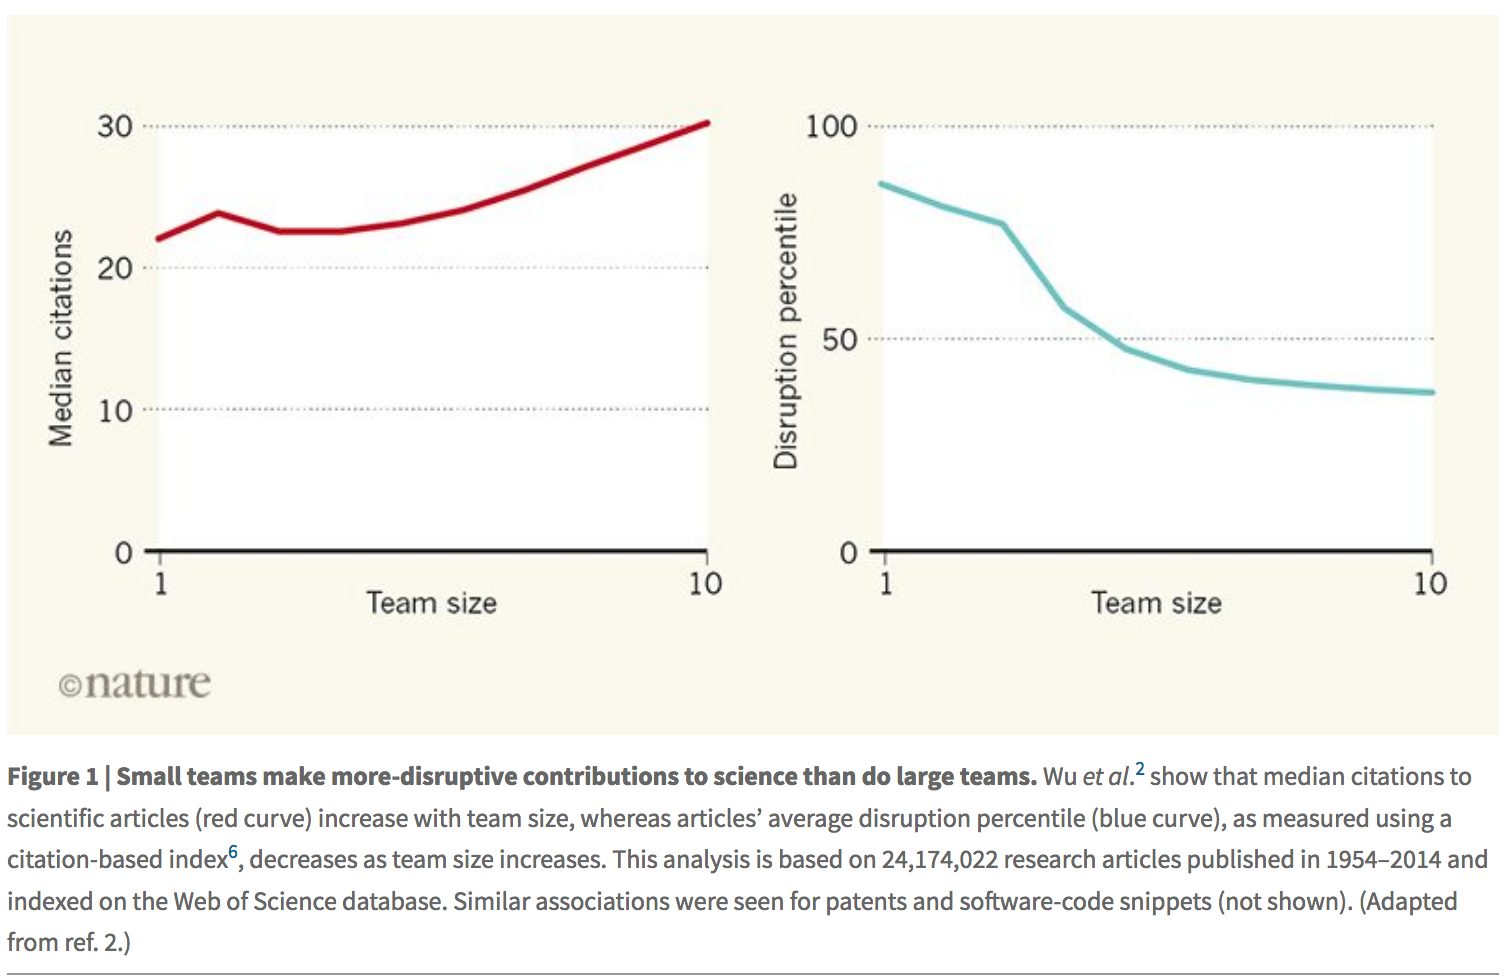 30
20
10
0
Median citations
1
10
Team size
100
50
0
Disruption percentile
1
10
Team size
©nature
Figure 1 | Small teams make more-disruptive contributions to science than do large teams. Wu et al.2 show that median citations to
scientific articles (red curve) increase with team size, whereas articles’ average disruption percentile (blue curve), as measured using a
citation-based index6, decreases as team size increases. This analysis is based on 24,174,022 research articles published in 1954–2014 and
indexed on the Web of Science database. Similar associations were seen for patents and software-code snippets (not shown). (Adapted
from ref. 2.)